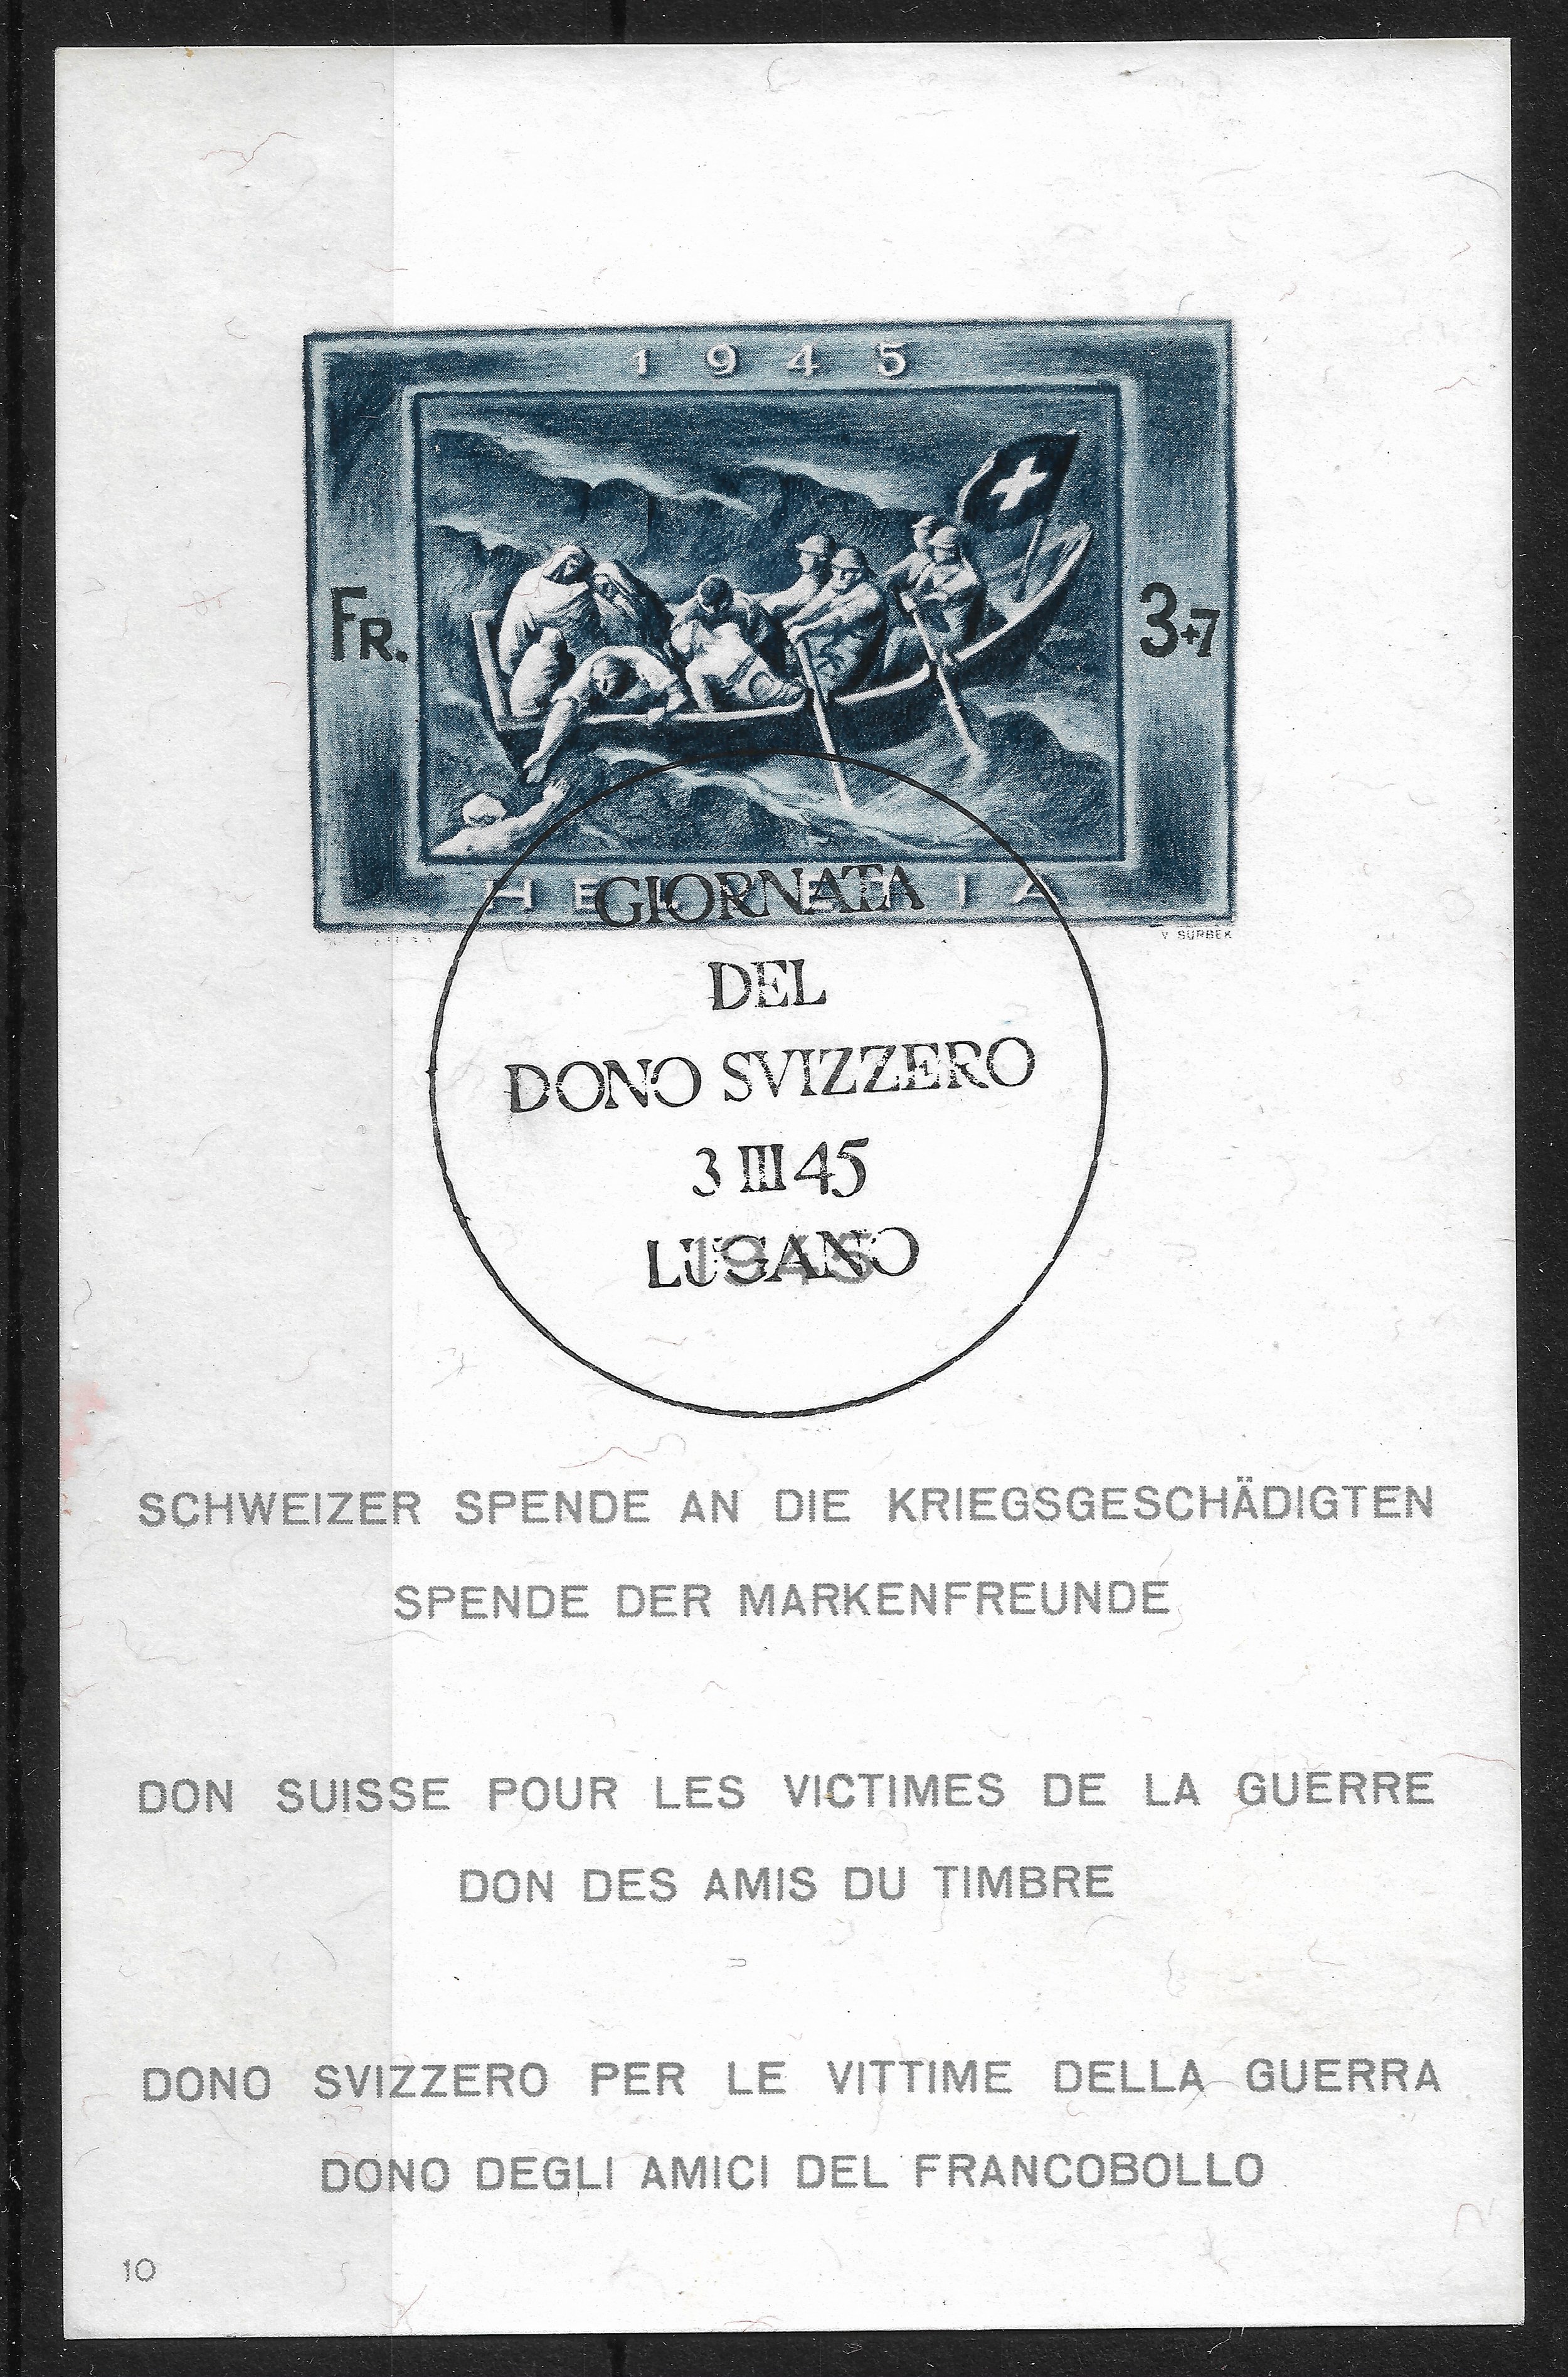 1945
FR. 3+7
HELVETIA
V. SURBEK
GIORNATA
DEL
DONO SVIZZERO
3 III 45
LUGANO
1945
SCHWEIZER SPENDE AN DIE KRIEGSGESCHÄDIGTEN
SPENDE DER MARKENFREUNDE
DON SUISSE POUR LES VICTIMES DE LA GUERRE
DON DES AMIS DU TIMBRE
DONO SVIZZERO PER LE VITTIME DELLA GUERRA
DONO DEGLI AMICI DEL FRANCOBOLLO
10